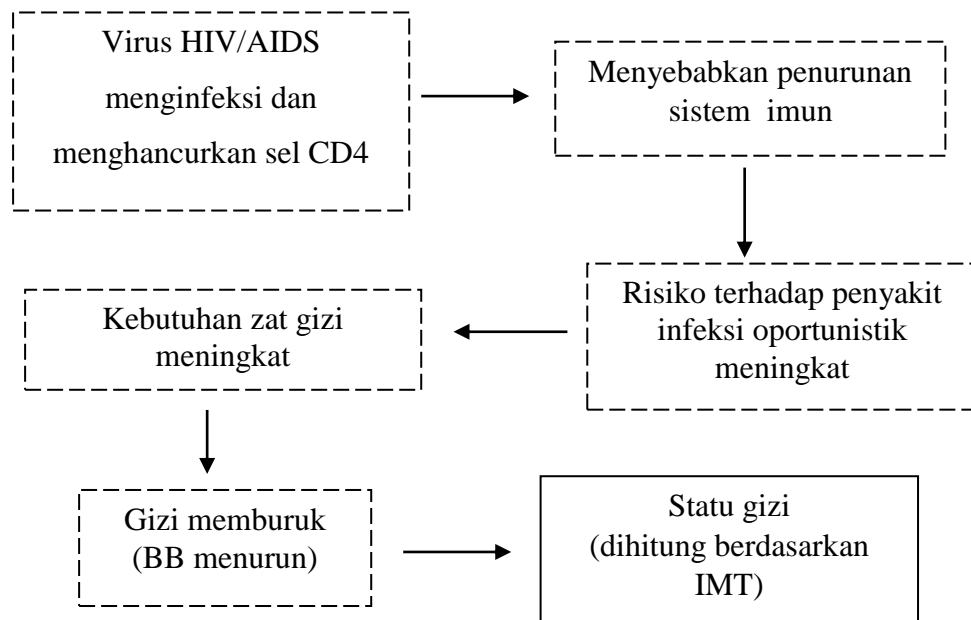 Virus HIV/AIDS
menginfeksi dan
menghancurkan sel CD4
Menyebabkan penurunan
sistem imun
Risiko terhadap penyakit
infeksi oportunistik
meningkat
Kebutuhan zat gizi
meningkat
Gizi memburuk
(BB menurun)
Statu gizi
(dihitung berdasarkan
IMT)